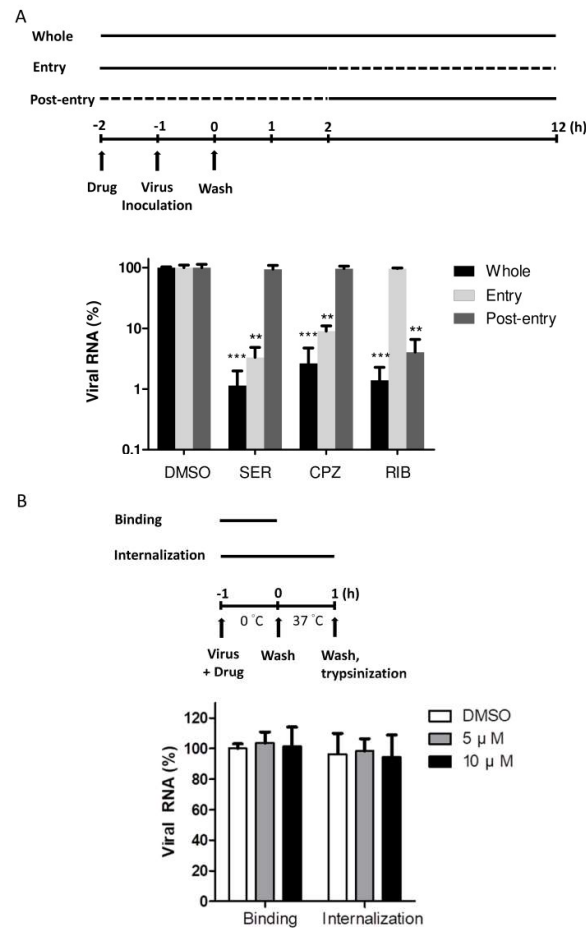 A
Whole
Entry
Post-entry
-2 -1 0 1 2 12 (h)
Drug Virus Inoculation Wash
Viral RNA (%)
100
10
1
0.1
*** ** *** ** *** **
DMSO SER CPZ RIB
Whole
Entry
Post-entry
B
Binding
Internalization
-1 0 1 (h)
0 °C 37 °C
Virus + Drug Wash Wash, trypsinization
Viral RNA (%)
120
100
80
60
40
20
0
Binding Internalization
DMSO
5 μ M
10 μ M